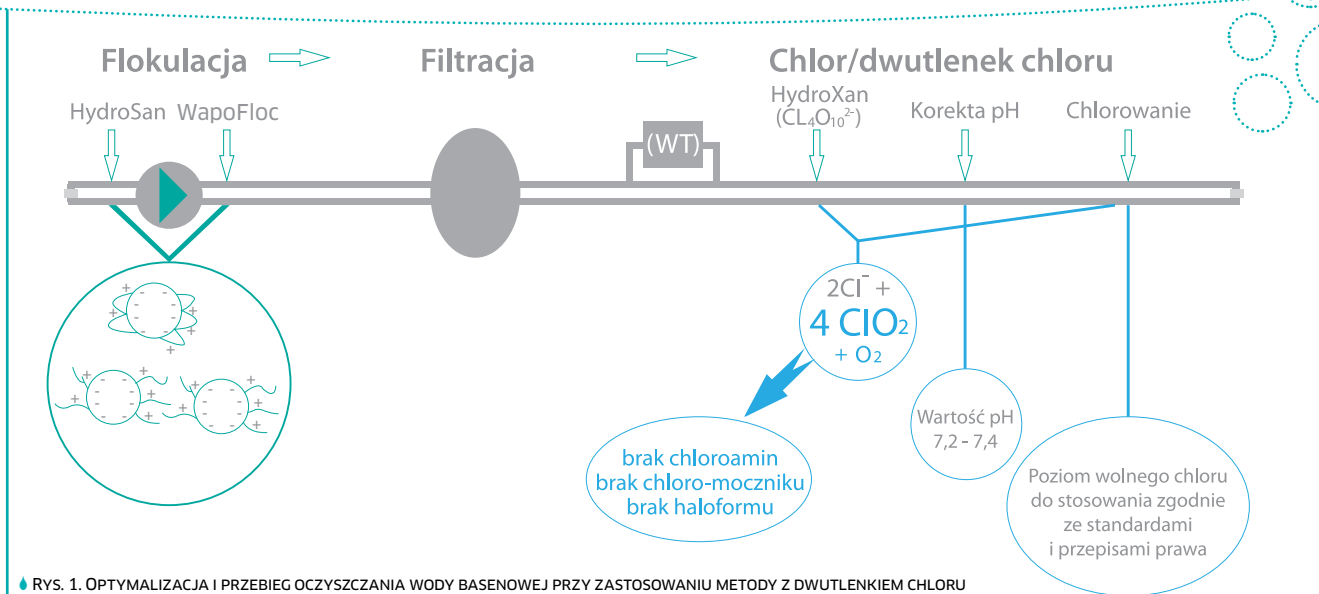 Flokulacja
Filtracja
Chlor/dwutlenek chloru
HydroSan
WapoFloc
HydroXan
(CL₄O₁₀²⁻)
Korekta pH
Chlorowanie
(WT)
2Cl⁻ +
4 ClO₂
+ O₂
brak chloroamin
brak chloro-moczniku
brak haloformu
Wartość pH
7,2 - 7,4
Poziom wolnego chloru
do stosowania zgodnie
ze standardami
i przepisami prawa
RYS. 1. OPTYMALIZACJA I PRZEBIEG OCZYSZCZANIA WODY BASENOWEJ PRZY ZASTOSOWANIU METODY Z DWUTLENKIEM CHLORU